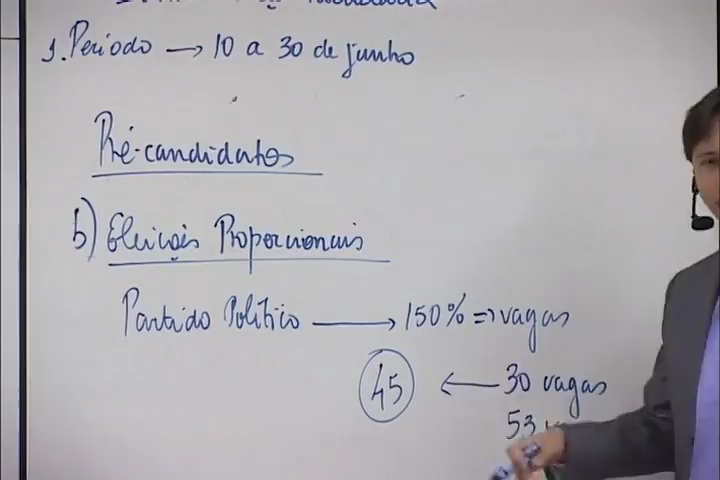 1. Período → 10 a 30 de junho
Pré-candidatos
b) Eleições Proporcionais
Partido Político → 150% => vagas
45 ← 30 vagas
53